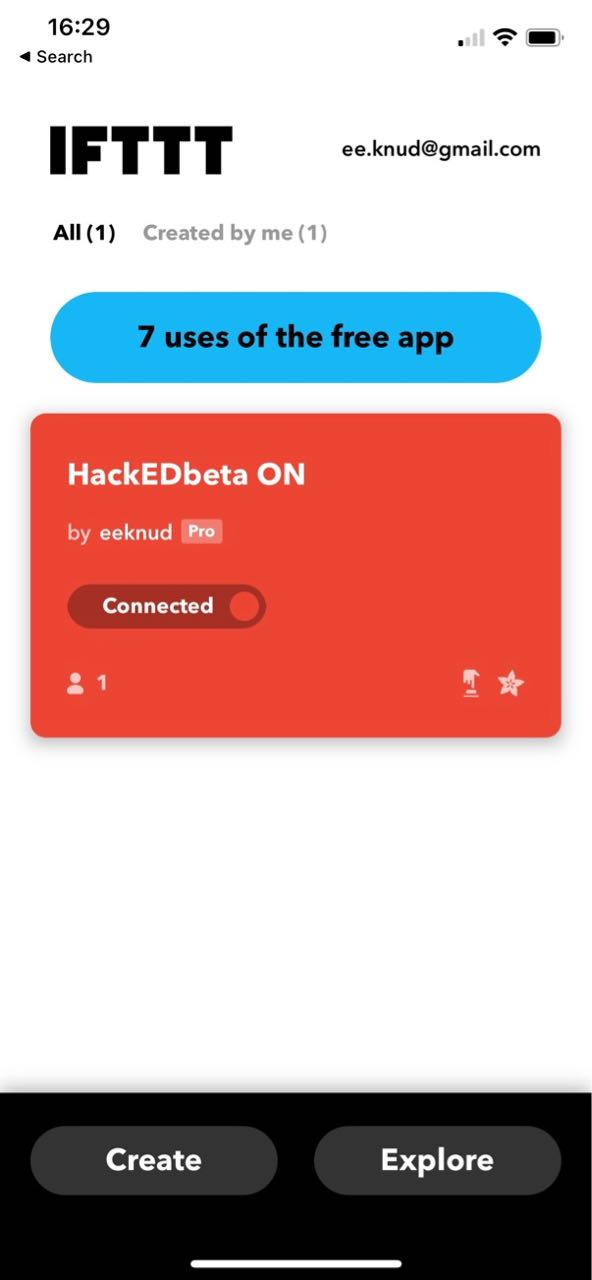 16:29
◀ Search
IFTTT
ee.knud@gmail.com
All (1) Created by me (1)
7 uses of the free app
HackEDbeta ON
by eeknud Pro
Connected
1
Create Explore